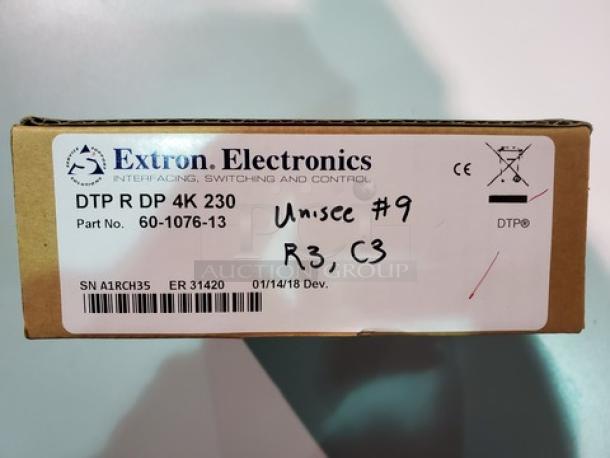 Extron. Electronics
INTERFACING, SWITCHING AND CONTROL
DTP R DP 4K 230
Part No. 60-1076-13
Unisee #9
R3, C3
CE
DTP®
PCI
AUCTION GROUP
SN A1RCH35 ER 31420 01/14/18 Dev.